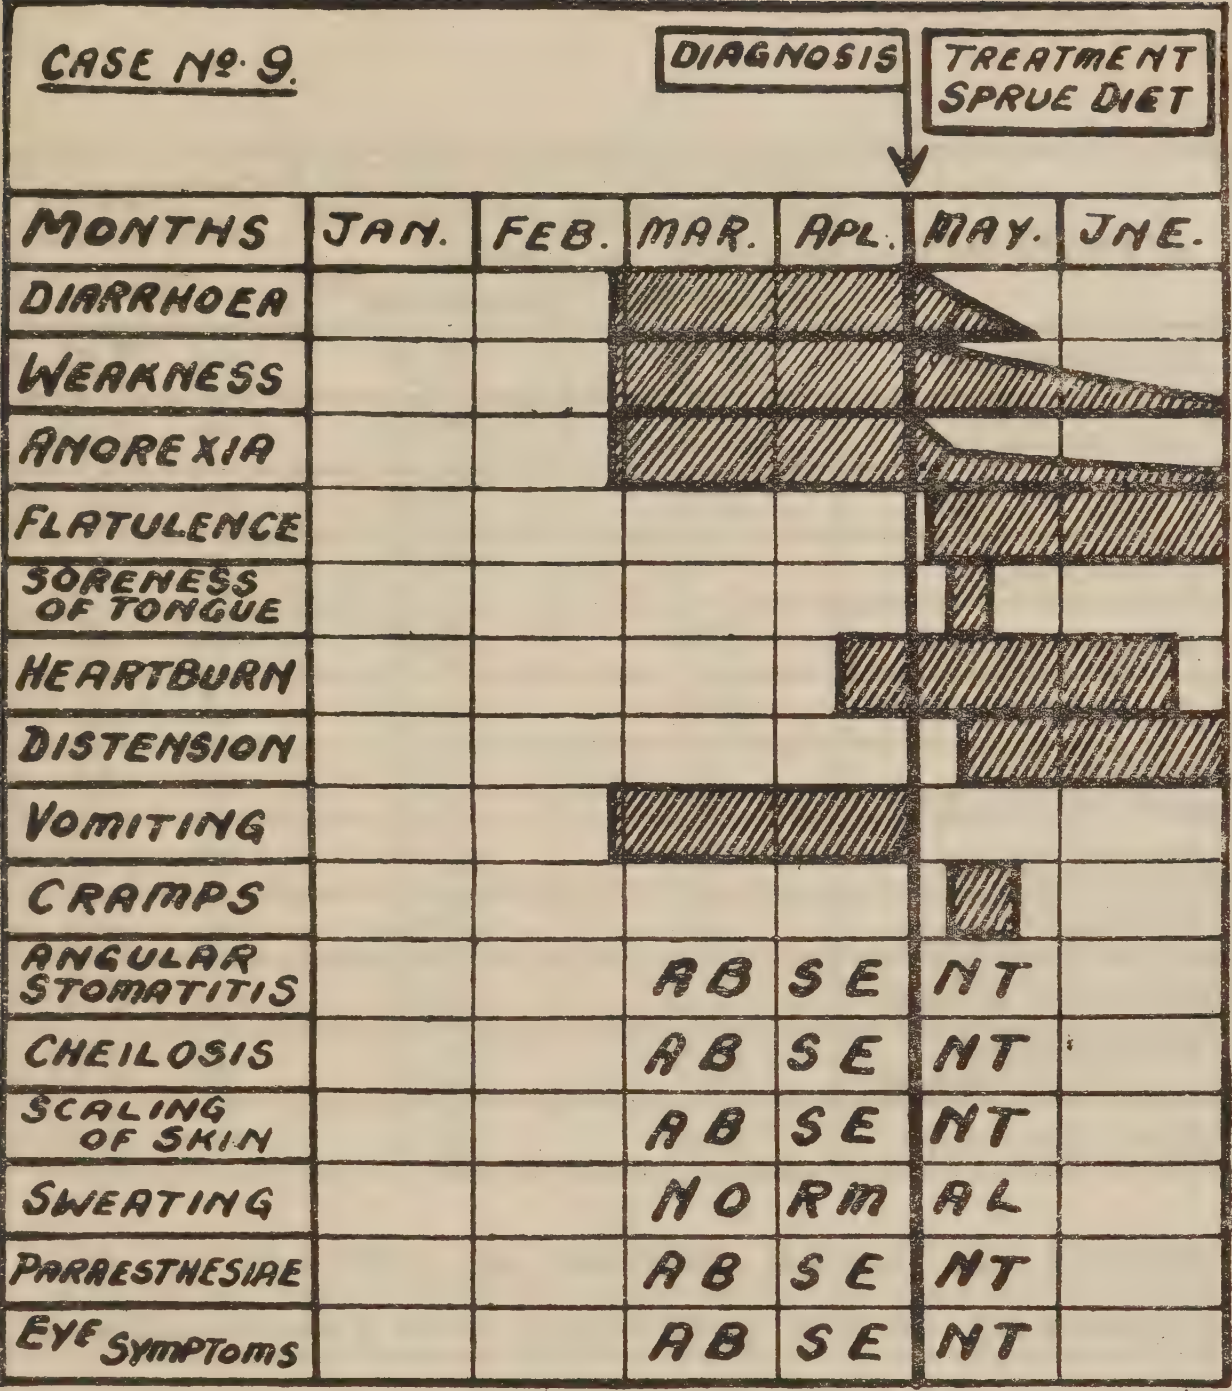 CASE No. 9.
DIAGNOSIS
TREATMENT
SPRUE DIET
MONTHS JAN. FEB. MAR. APL. MAY. JNE.
DIARRHOEA
WEAKNESS
ANOREXIA
FLATULENCE
SORENESS
OF TONGUE
HEARTBURN
DISTENSION
VOMITING
CRAMPS
ANGULAR
STOMATITIS AB SE NT
CHEILOSIS AB SE NT
SCALING
OF SKIN AB SE NT
SWEATING NO RM AL
PARAESTHESIAE AB SE NT
EYE SYMPTOMS AB SE NT